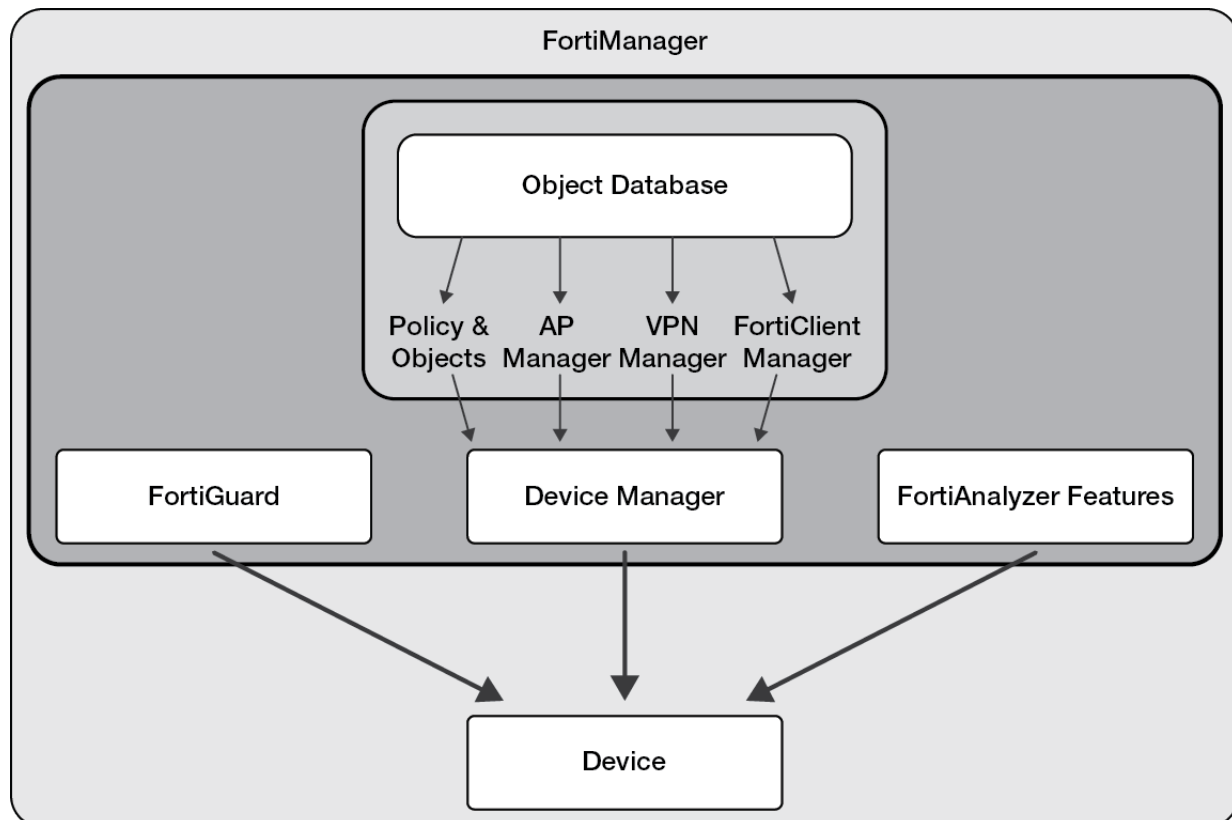 FortiManager
Object Database
Policy &
Objects
AP
Manager
VPN
Manager
FortiClient
Manager
FortiGuard
Device Manager
FortiAnalyzer Features
Device